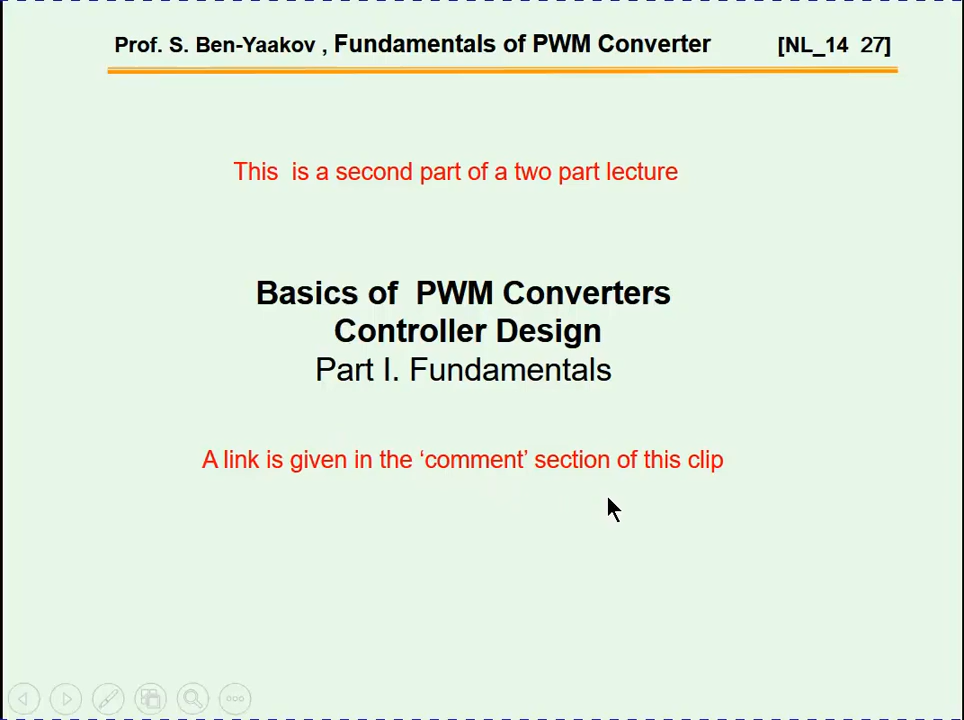 Prof. S. Ben-Yaakov , Fundamentals of PWM Converter [NL_14 27]
This is a second part of a two part lecture
Basics of PWM Converters
Controller Design
Part I. Fundamentals
A link is given in the ‘comment’ section of this clip